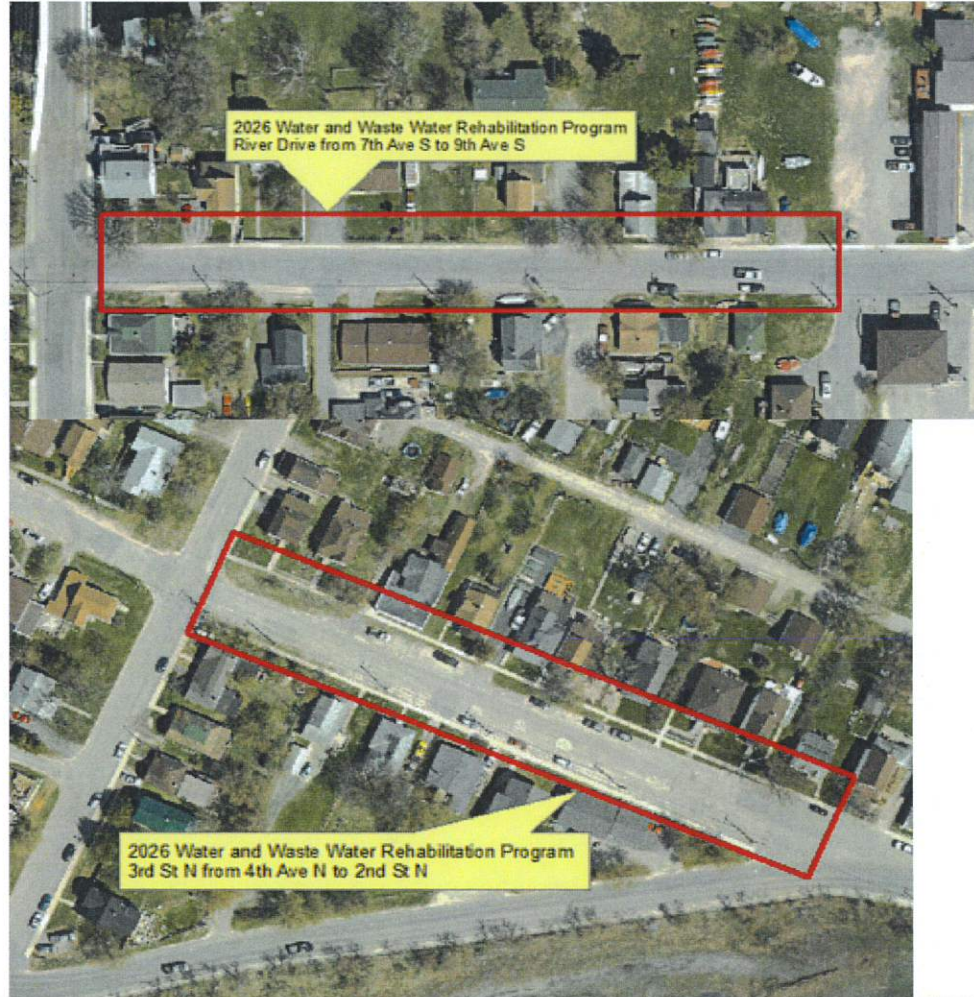 2026 Water and Waste Water Rehabilitation Program
River Drive from 7th Ave S to 9th Ave S
2026 Water and Waste Water Rehabilitation Program
3rd St N from 4th Ave N to 2nd St N